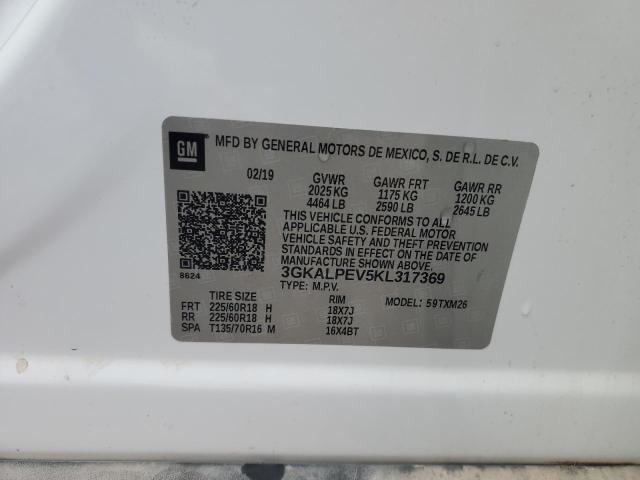 GM
MFD BY GENERAL MOTORS DE MEXICO, S. DE R.L. DE C.V.
02/19 GVWR GAWR FRT GAWR RR
2025 KG 1175 KG 1200 KG
4464 LB 2590 LB 2645 LB
THIS VEHICLE CONFORMS TO ALL
APPLICABLE U.S. FEDERAL MOTOR
VEHICLE SAFETY AND THEFT PREVENTION
STANDARDS IN EFFECT ON THE DATE OF
MANUFACTURE SHOWN ABOVE.
8624
3GKALPEV5KL317369
TYPE: M.P.V.
TIRE SIZE RIM MODEL: 59TXM26
FRT 225/60R18 H 18X7J
RR 225/60R18 H 18X7J
SPA T135/70R16 M 16X4BT